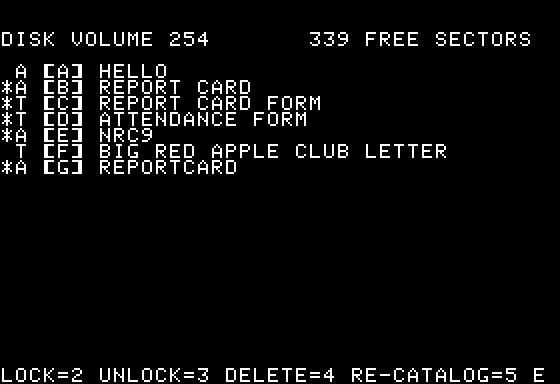 DISK VOLUME 254 339 FREE SECTORS
A [A] HELLO
*A [B] REPORT CARD
*T [C] REPORT CARD FORM
*T [D] ATTENDANCE FORM
*A [E] NRC9
T [F] BIG RED APPLE CLUB LETTER
*A [G] REPORTCARD
LOCK=2 UNLOCK=3 DELETE=4 RE-CATALOG=5 E